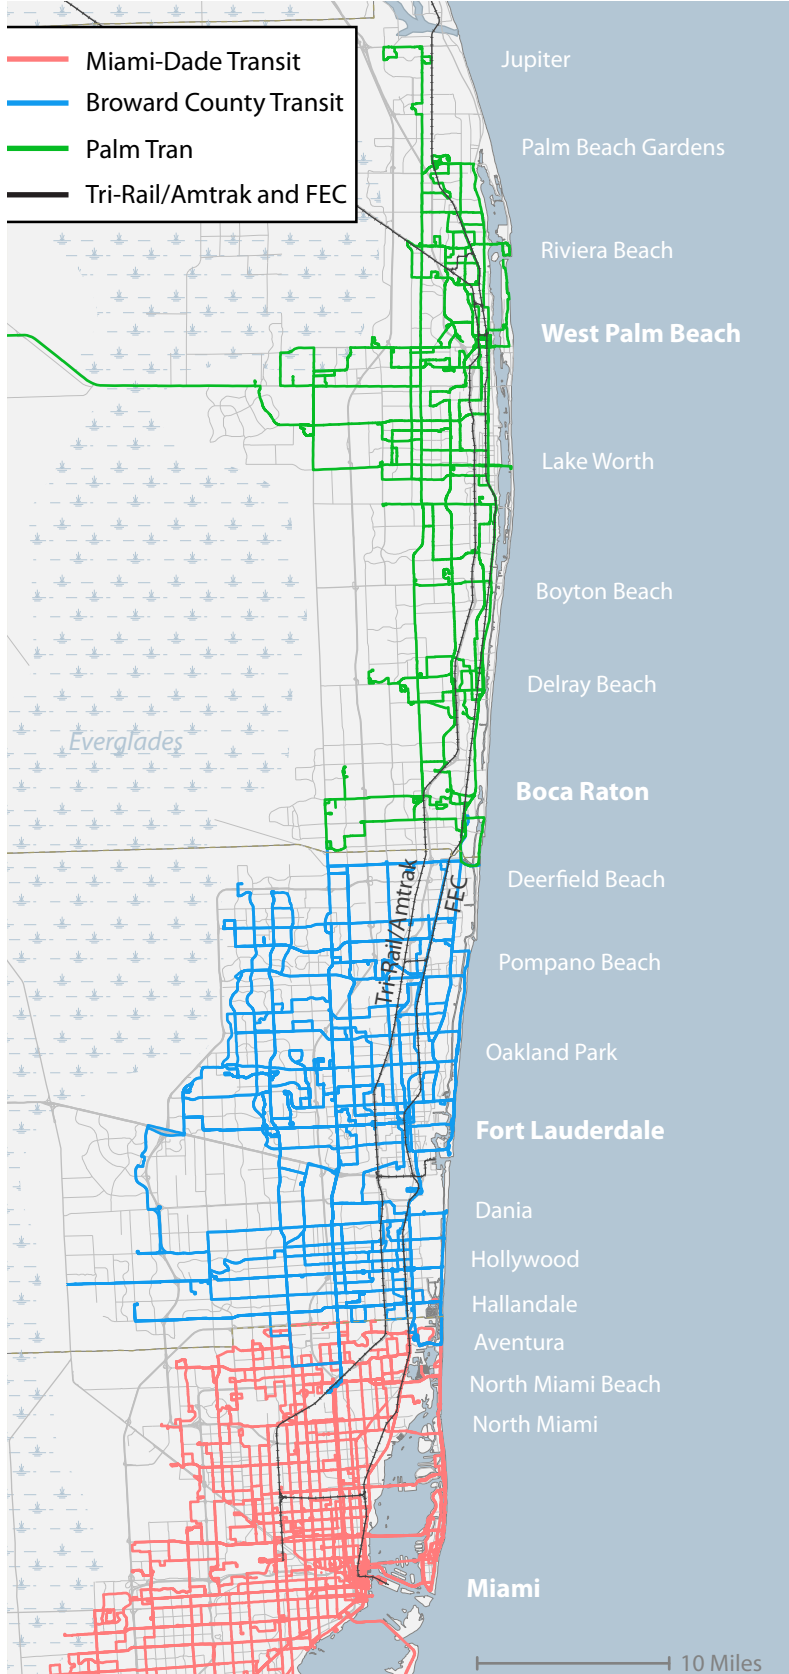 Miami-Dade Transit
Broward County Transit
Palm Tran
Tri-Rail/Amtrak and FEC
Jupiter
Palm Beach Gardens
Riviera Beach
West Palm Beach
Lake Worth
Boyton Beach
Delray Beach
Everglades
Boca Raton
Tri-Rail/Amtrak
FEC
Deerfield Beach
Pompano Beach
Oakland Park
Fort Lauderdale
Dania
Hollywood
Hallandale
Aventura
North Miami Beach
North Miami
Miami
10 Miles